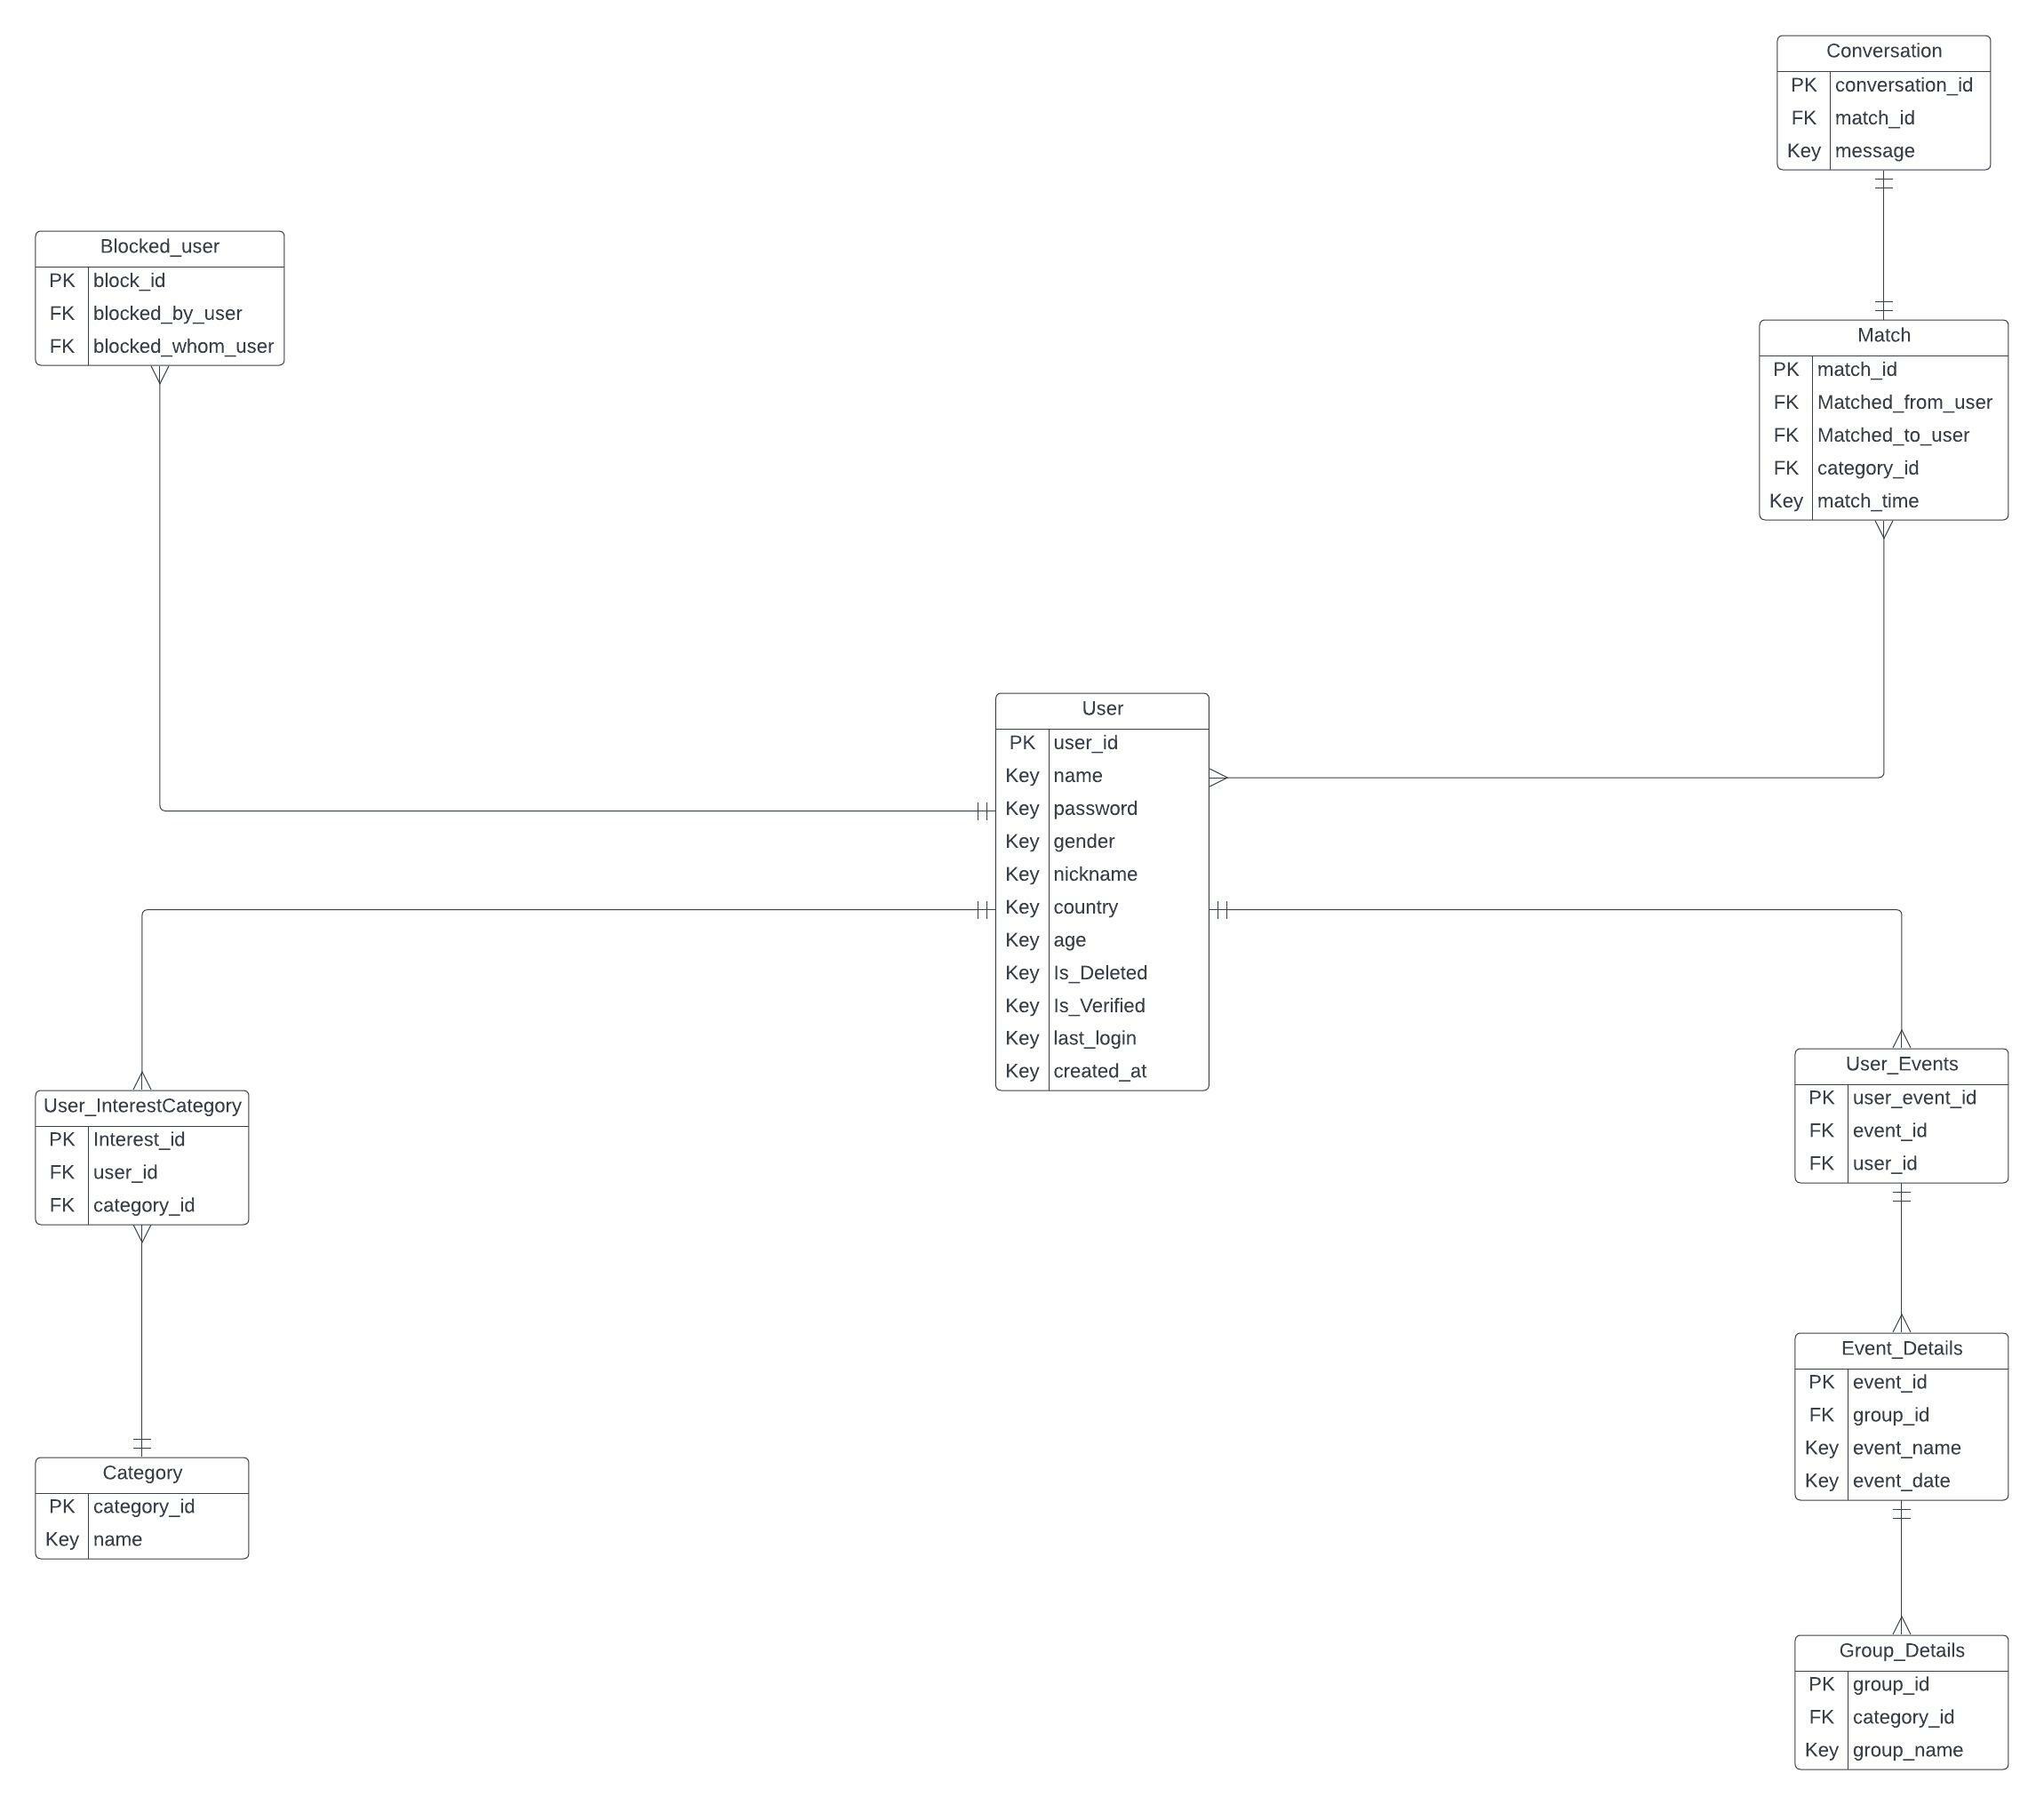 Conversation
PK conversation_id
FK match_id
Key message
Blocked_user
PK block_id
FK blocked_by_user
FK blocked_whom_user
Match
PK match_id
FK Matched_from_user
FK Matched_to_user
FK category_id
Key match_time
User
PK user_id
Key name
Key password
Key gender
Key nickname
Key country
Key age
Key Is_Deleted
Key Is_Verified
Key last_login
Key created_at
User_InterestCategory
PK Interest_id
FK user_id
FK category_id
User_Events
PK user_event_id
FK event_id
FK user_id
Event_Details
PK event_id
FK group_id
Key event_name
Key event_date
Category
PK category_id
Key name
Group_Details
PK group_id
FK category_id
Key group_name